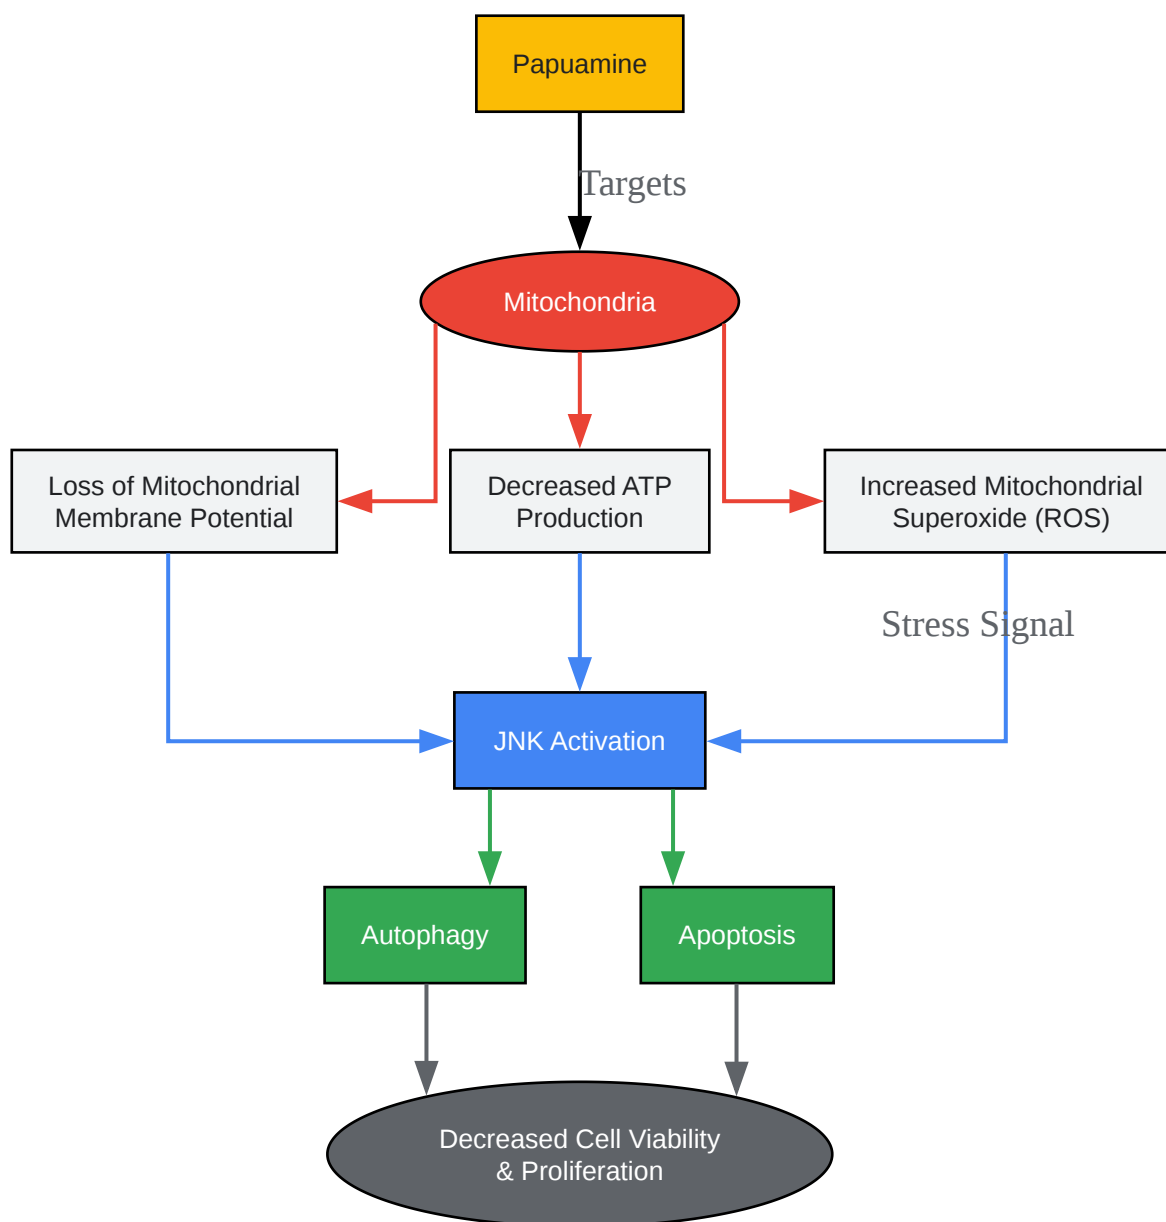 Papuamine
Targets
Mitochondria
Loss of Mitochondrial
Membrane Potential
Decreased ATP
Production
Increased Mitochondrial
Superoxide (ROS)
Stress Signal
JNK Activation
Autophagy
Apoptosis
Decreased Cell Viability
& Proliferation